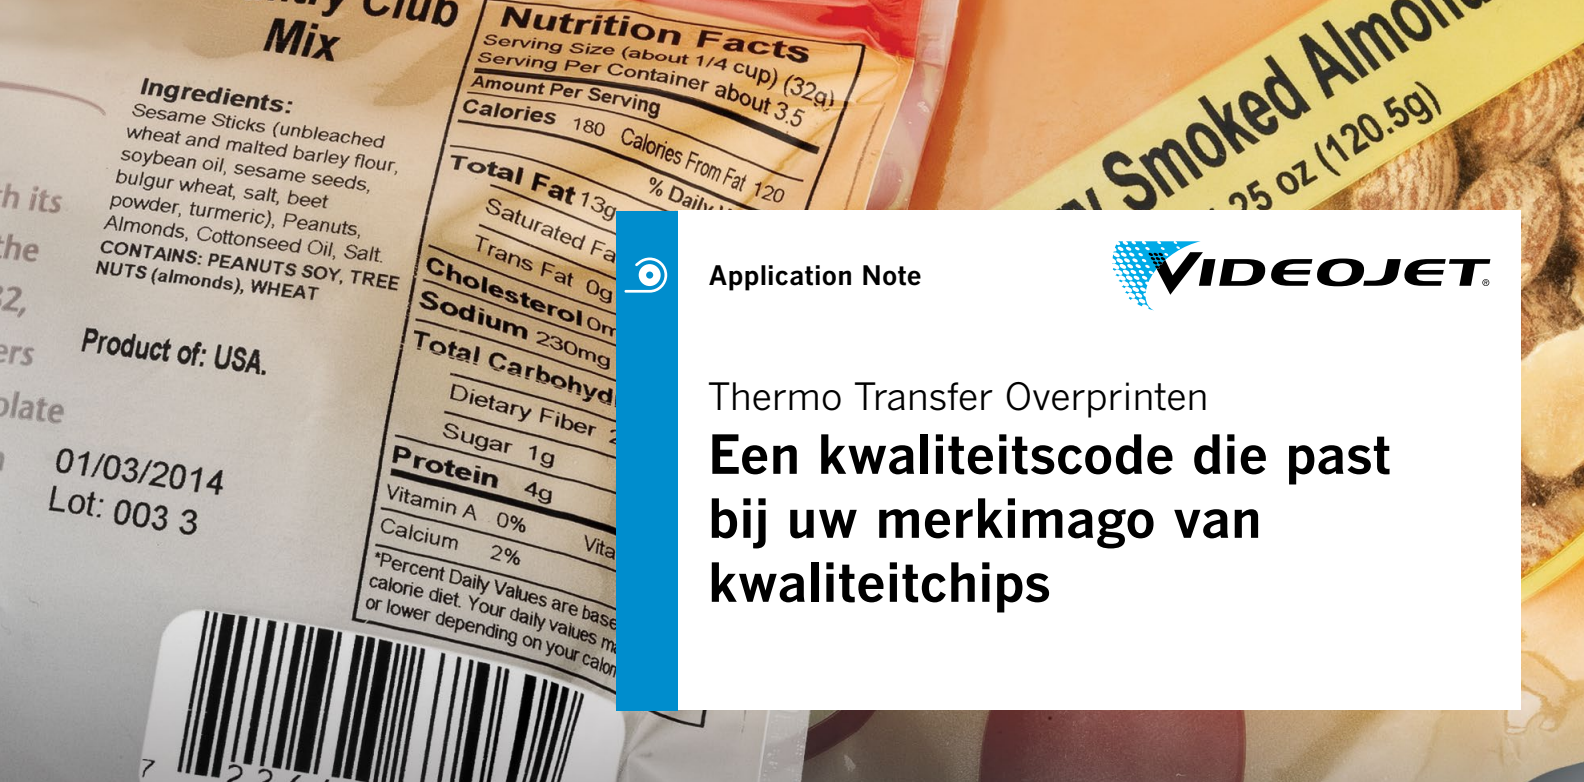 Club
Mix
Ingredients:
Sesame Sticks (unbleached
wheat and malted barley flour,
soybean oil, sesame seeds,
bulgur wheat, salt, beet
powder, turmeric), Peanuts,
Almonds, Cottonseed Oil, Salt.
CONTAINS: PEANUTS SOY, TREE
NUTS (almonds), WHEAT
Product of: USA.
its
the
01/03/2014
Lot: 003 3
Nutrition Facts
Serving Size (about 1/4 cup) (32g)
Serving Per Container about 3.5
Amount Per Serving
Calories 180 Calories From Fat 120
% Daily
Total Fat 13g
Saturated
Trans Fat 0g
Cholesterol
Sodium 230mg
Total
Dietary Fiber
Sugar 1g
Protein 4g
Vitamin A 0%
Calcium 2%
*Percent Daily Values are
calorie diet. Your daily values
or lower depending on your
7
Smoked
25 oz (120.5g)
Application Note
VIDEOJET®
Thermo Transfer Overprinten
Een kwaliteitscode die past
bij uw merkimago van
kwaliteitchips